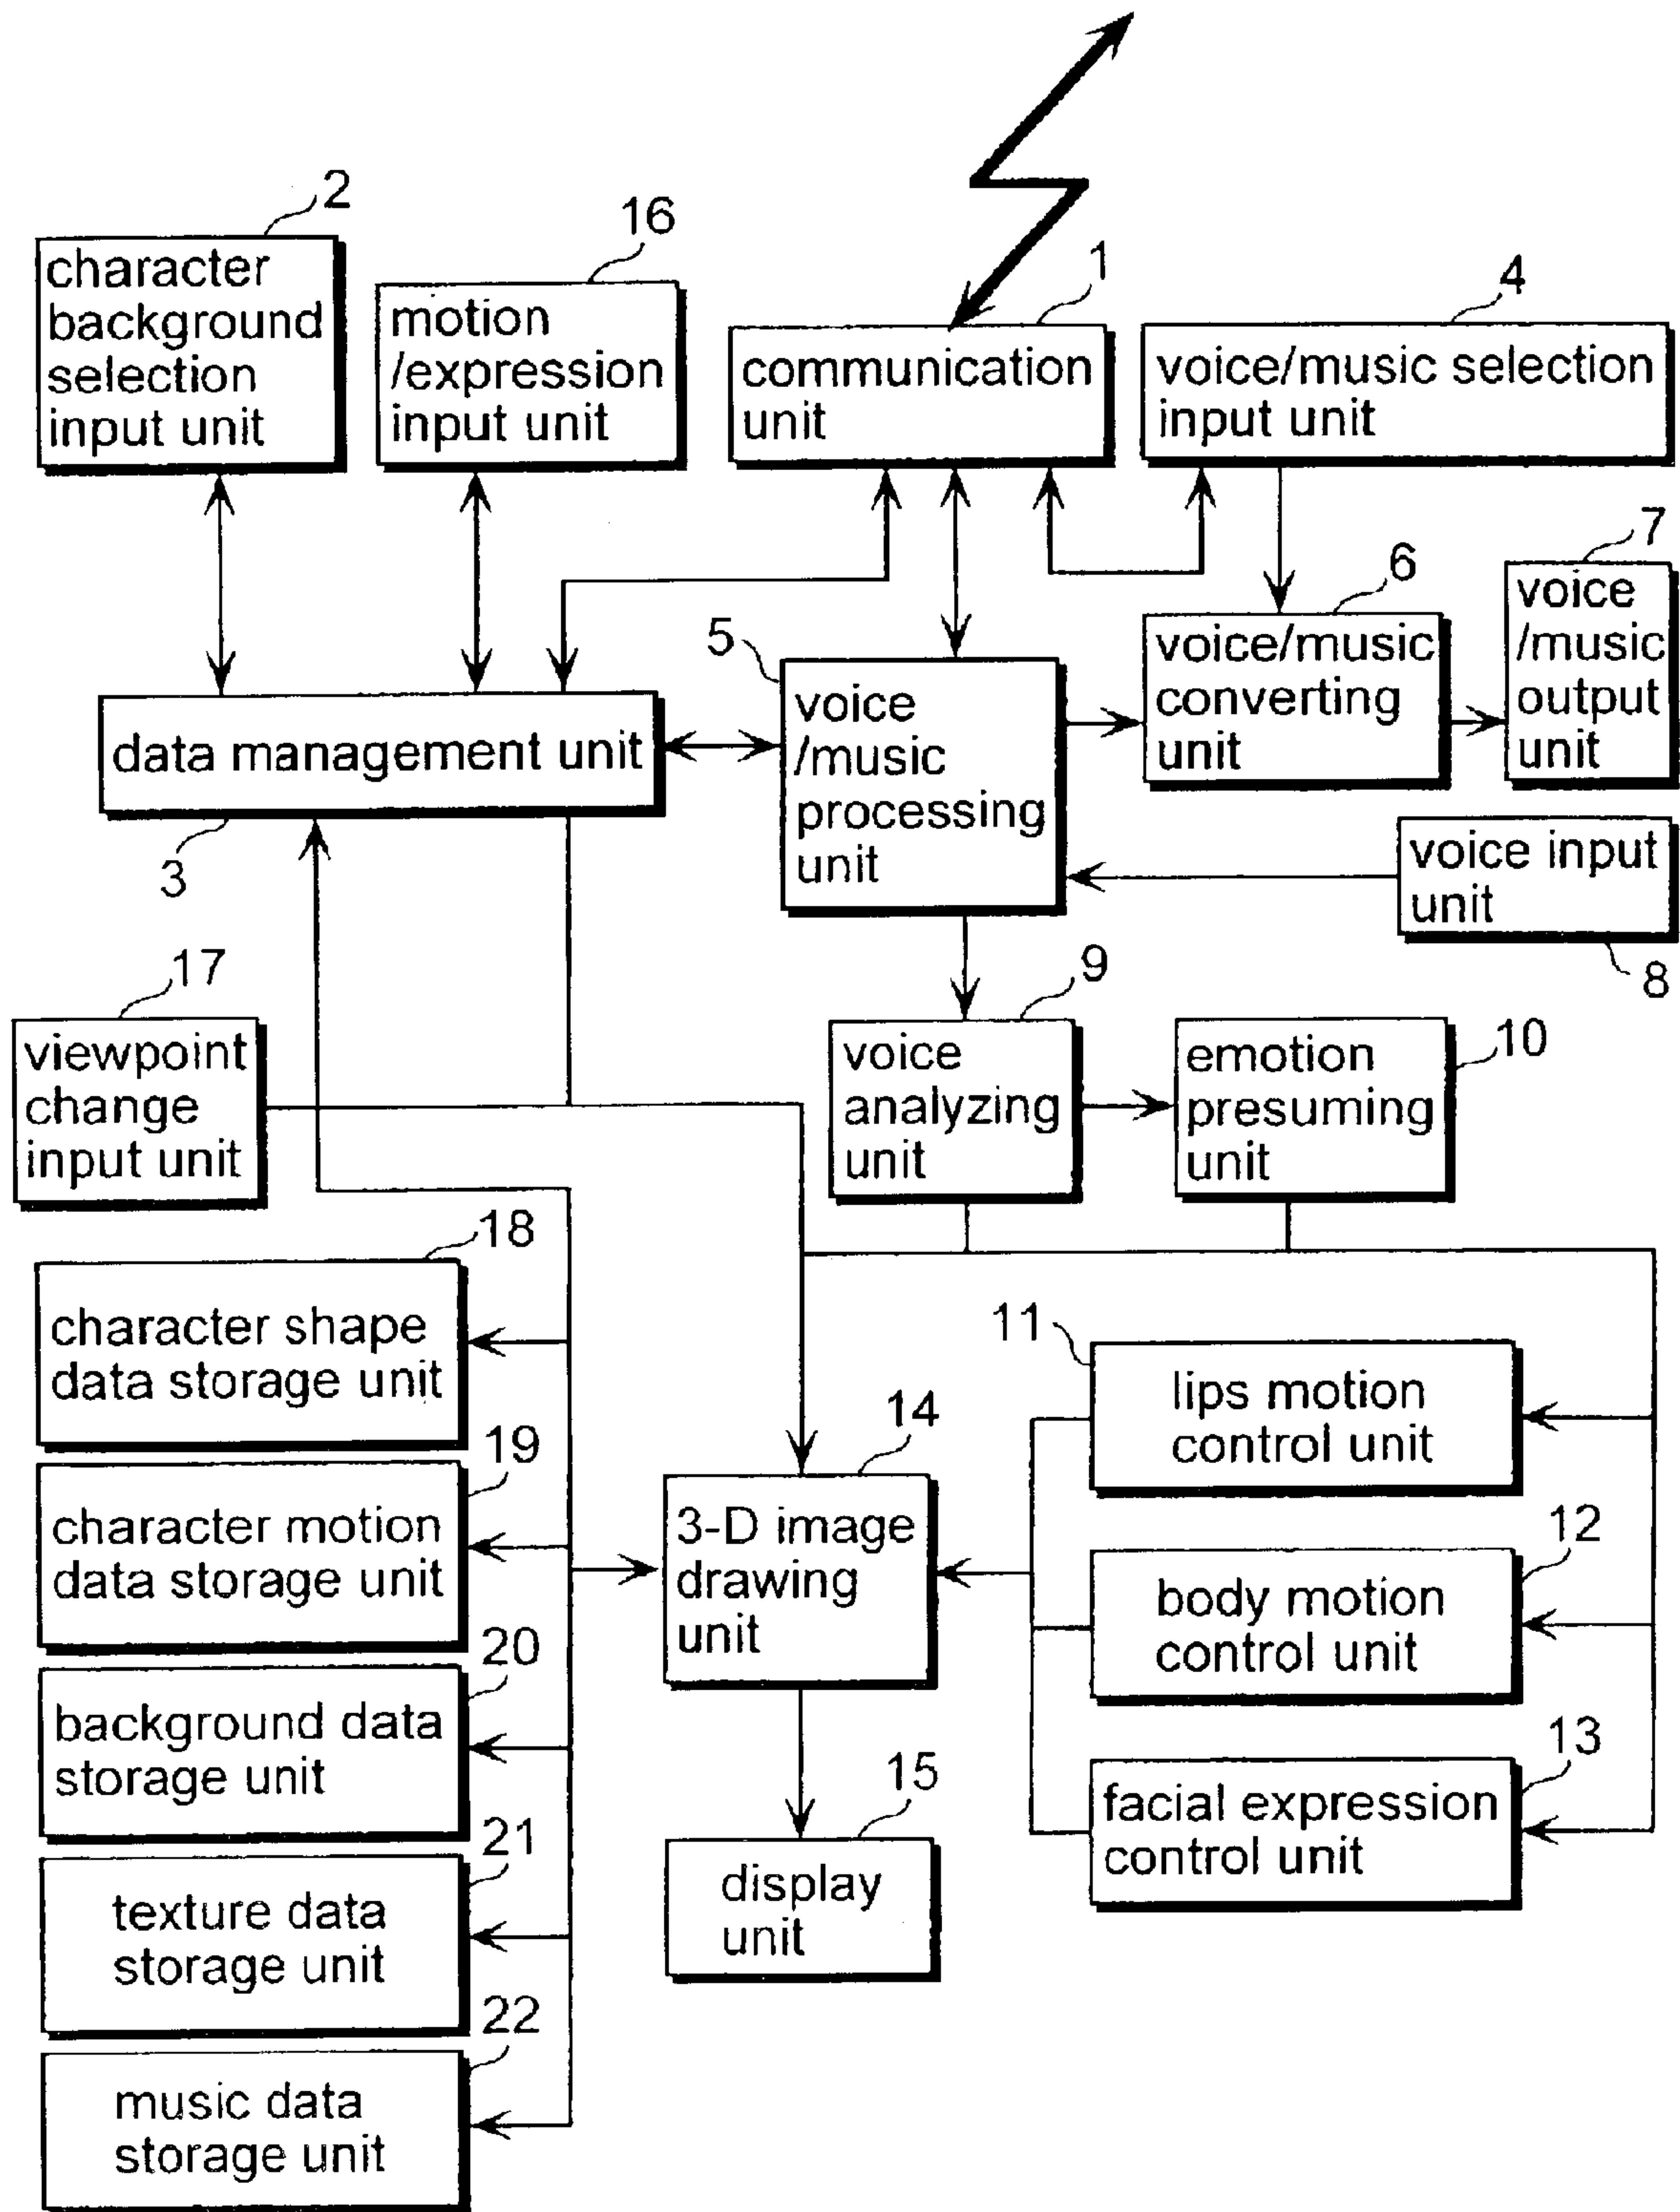 2
character
background
selection
input unit
16
motion
/expression
input unit
1
communication
unit
4
voice/music selection
input unit
5
voice
/music
processing
unit
6
voice/music
converting
unit
7
voice
/music
output
unit
data management unit
3
voice input
unit
8
17
viewpoint
change
input unit
9
voice
analyzing
unit
emotion
presuming
unit
10
18
character shape
data storage unit
11
lips motion
control unit
19
character motion
data storage unit
14
3-D image
drawing
unit
12
body motion
control unit
20
background data
storage unit
13
facial expression
control unit
15
display
unit
21
texture data
storage unit
22
music data
storage unit